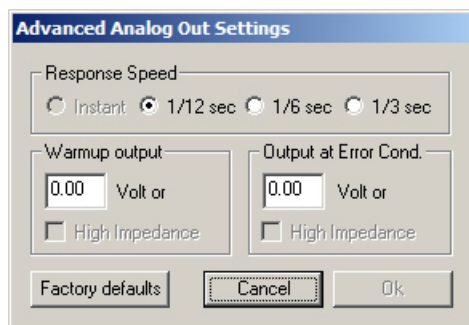 Advanced Analog Out Settings
Response Speed
Instant 1/12 sec 1/6 sec 1/3 sec
Warmup output
0.00 Volt or
High Impedance
Output at Error Cond.
0.00 Volt or
High Impedance
Factory defaults Cancel Ok